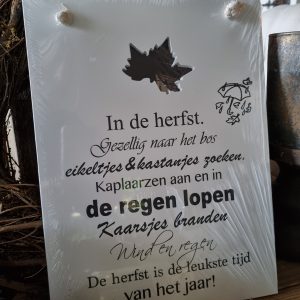 In de herfst.
Gezellig naar het bos
eikeltjes & kastanjes zoeken.
Kaplaarzen aan en in
de regen lopen
Kaarsjes branden
Wind en regen
De herfst is de leukste tijd
van het jaar!